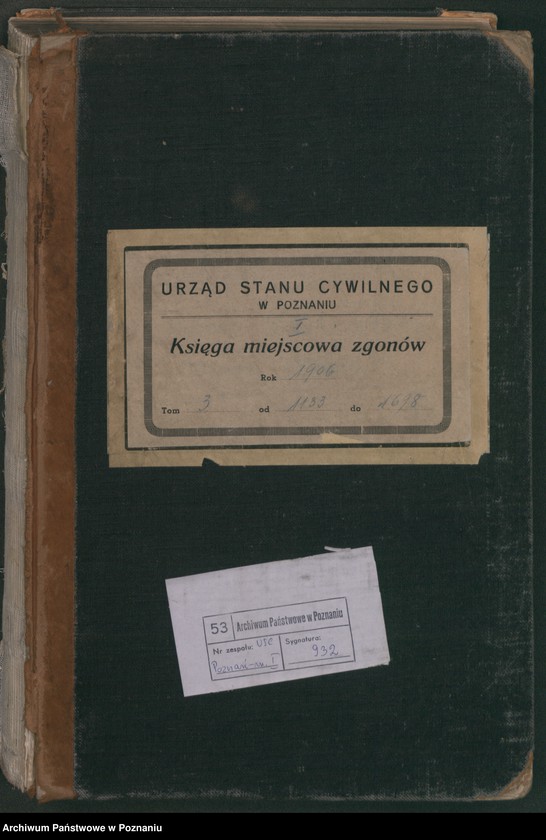 URZĄD STANU CYWILNEGO
W POZNANIU
I
Księga miejscowa zgonów
Rok 1906
Tom 3 od 1133 do 1618
53 Archiwum Państwowe w Poznaniu
Nr zespołu: USC Sygnatura:
Poznań I 932
Archiwum Państwowe w Poznaniu